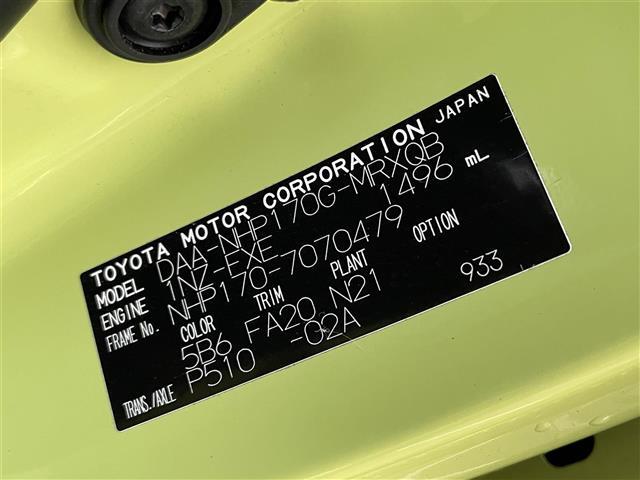 TOYOTA MOTOR CORPORATION JAPAN
MODEL DAA-NHP170G-MRXQB
ENGINE 1NZ-EXE 1496 mL
FRAME No. NHP170-7070479
COLOR TRIM PLANT OPTION
5B6 FA20 N21 933
TRANS./AXLE P510 -02A